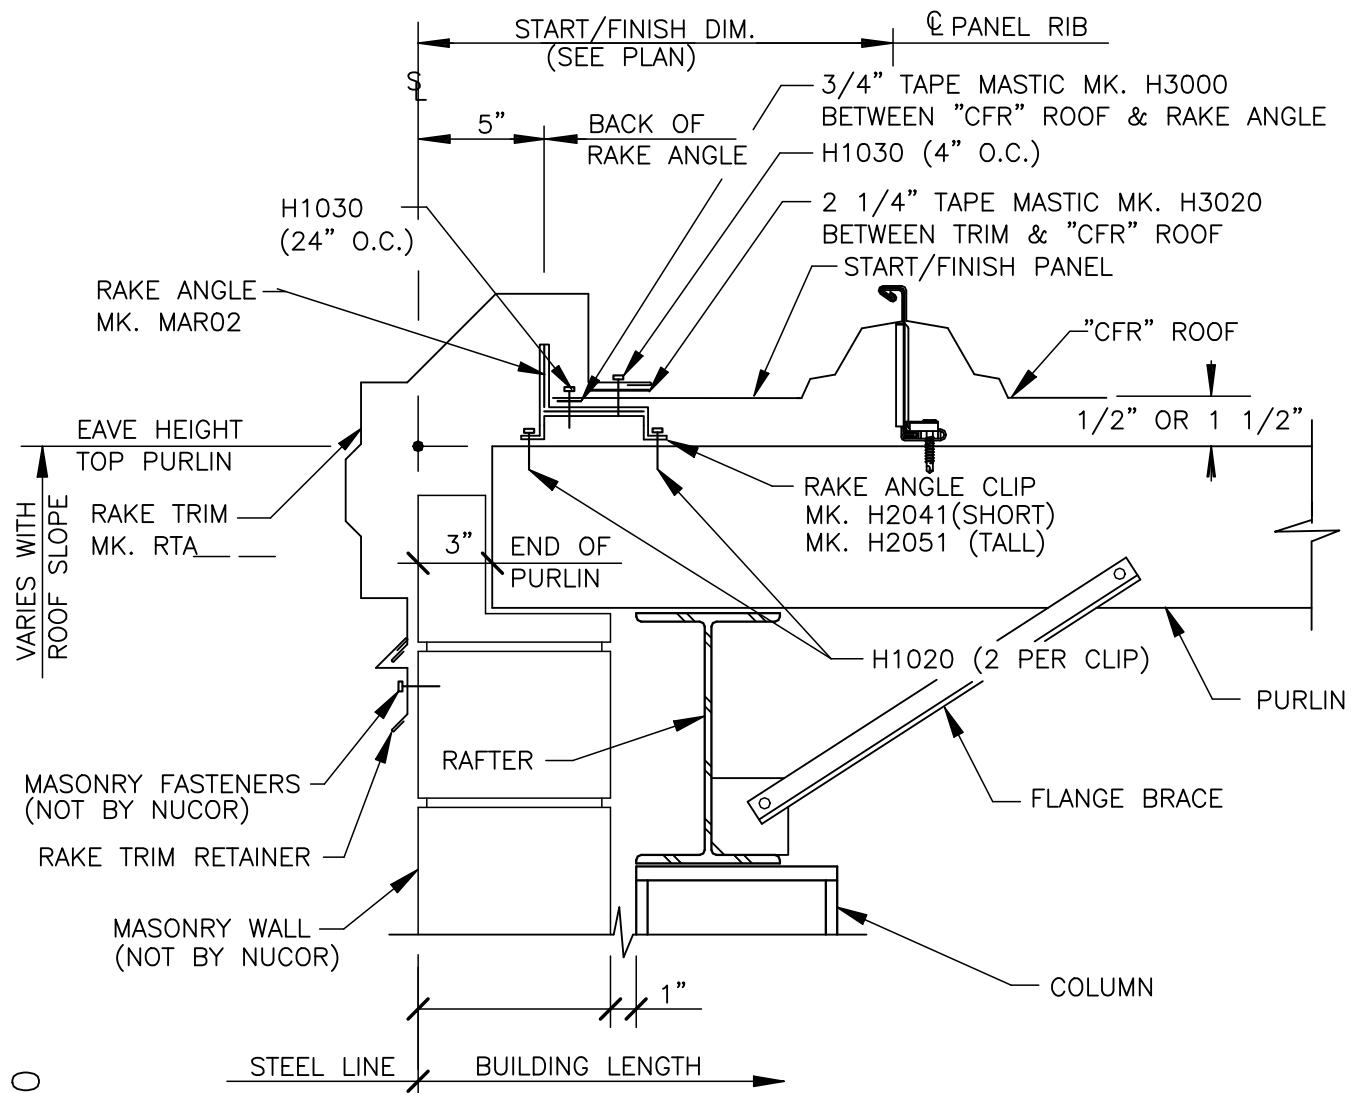 START/FINISH DIM.
(SEE PLAN)
℄ PANEL RIB
SL
5"
BACK OF
RAKE ANGLE
3/4" TAPE MASTIC MK. H3000
BETWEEN "CFR" ROOF & RAKE ANGLE
H1030 (4" O.C.)
H1030
(24" O.C.)
2 1/4" TAPE MASTIC MK. H3020
BETWEEN TRIM & "CFR" ROOF
START/FINISH PANEL
RAKE ANGLE
MK. MAR02
"CFR" ROOF
1/2" OR 1 1/2"
EAVE HEIGHT
TOP PURLIN
RAKE TRIM
MK. RTA__ __
VARIES WITH
ROOF SLOPE
3"
END OF
PURLIN
RAKE ANGLE CLIP
MK. H2041(SHORT)
MK. H2051 (TALL)
H1020 (2 PER CLIP)
PURLIN
RAFTER
MASONRY FASTENERS
(NOT BY NUCOR)
FLANGE BRACE
RAKE TRIM RETAINER
MASONRY WALL
(NOT BY NUCOR)
COLUMN
1"
STEEL LINE
BUILDING LENGTH
O